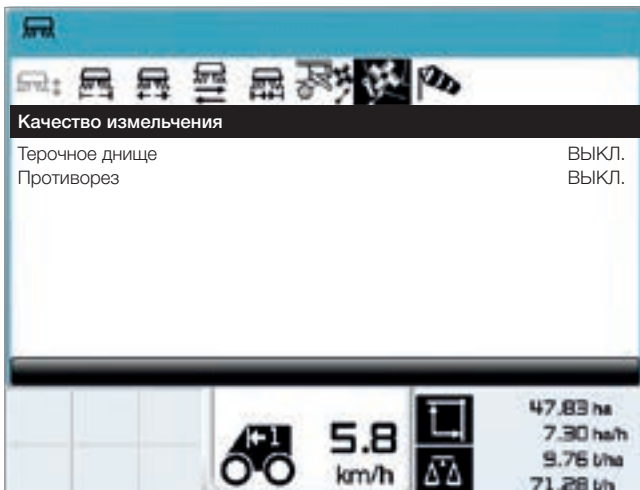 Качество измельчения
Терочное днище ВЫКЛ.
Противорез ВЫКЛ.
1
5.8
km/h
47.83 ha
7.30 ha/h
9.76 t/ha
71.28 t/h